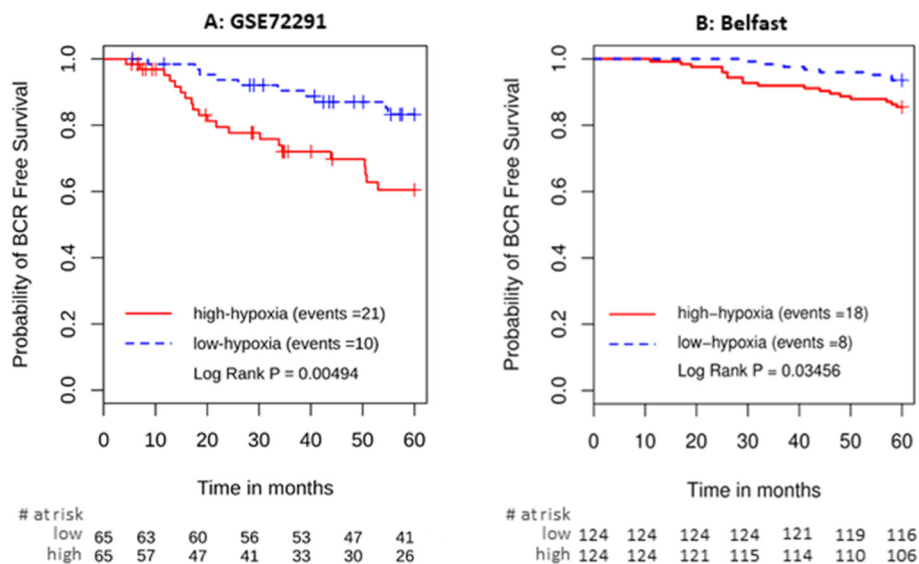 A: GSE72291
Probability of BCR Free Survival
1.0
0.8
0.6
0.4
0.2
0.0
high-hypoxia (events =21)
low-hypoxia (events =10)
Log Rank P = 0.00494
0 10 20 30 40 50 60
Time in months
# at risk
low 65 63 60 56 53 47 41
high 65 57 47 41 33 30 26
B: Belfast
Probability of BCR Free Survival
1.0
0.8
0.6
0.4
0.2
0.0
high−hypoxia (events =18)
low−hypoxia (events =8)
Log Rank P = 0.03456
0 10 20 30 40 50 60
Time in months
# at risk
low 124 124 124 124 121 119 116
high 124 124 121 115 114 110 106